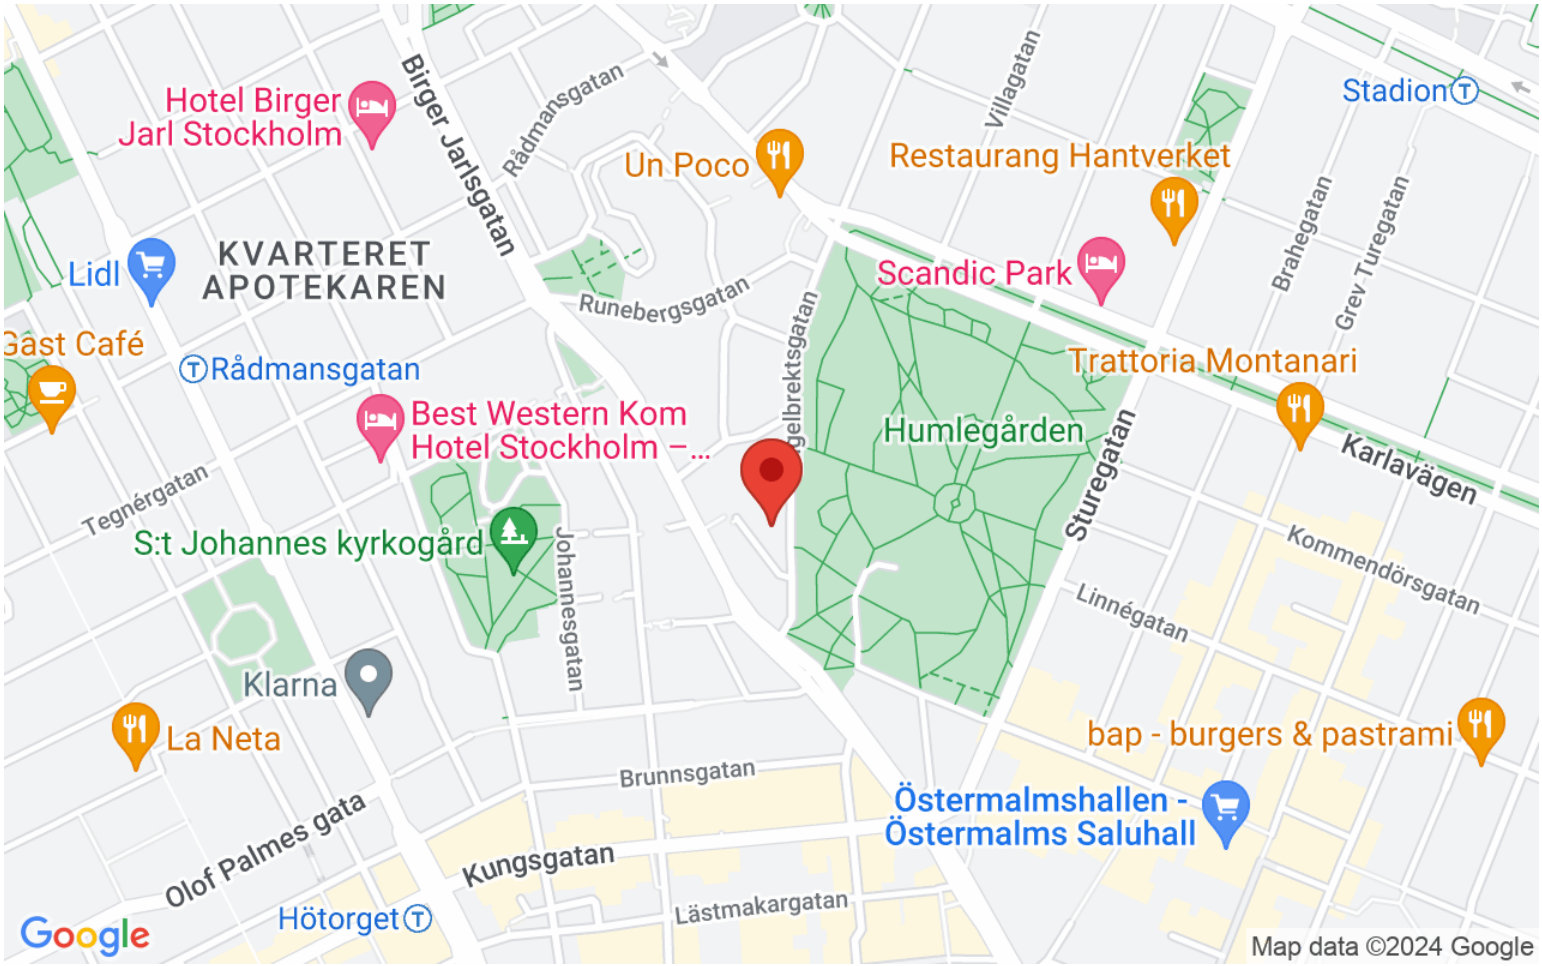 Birger Jarlsgatan
Rådmansgatan
Villagatan
Stadion
T
Hotel Birger
Jarl Stockholm
Un Poco
Restaurang Hantverket
Brahegatan
Grev Turegatan
KVARTERET
APOTEKAREN
Lidl
Scandic Park
Runebergsgatan
gelbrektsgatan
Gast Café
T
Rådmansgatan
Trattoria Montanari
Best Western Kom
Hotel Stockholm –...
Humlegården
Sturegatan
Karlavägen
Tegnérgatan
S:t Johannes kyrkogård
Johannesgatan
Kommendörsgatan
Linnégatan
Klarna
La Neta
bap - burgers & pastrami
Brunnsgatan
Östermalmshallen -
Östermalms Saluhall
Olof Palmes gata
Kungsgatan
Hötorget
T
Lästmakargatan
Google
Map data ©2024 Google